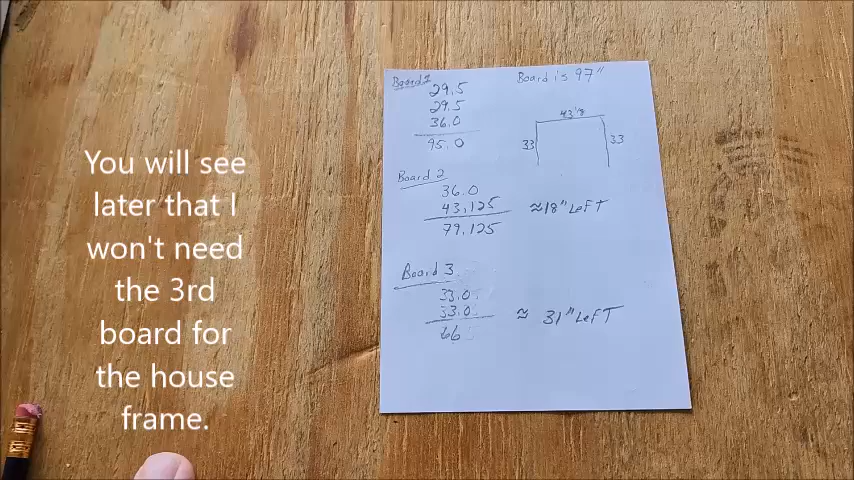 You will see
later that I
won't need
the 3rd
board for
the house
frame.
Board 1
29.5
29.5
36.0
95.0
Board is 97"
43 1/8
33
33
Board 2
36.0
43.125
79.125
≈18" LeFT
Board 3
33.0
33.0
66
≈ 31" LeFT